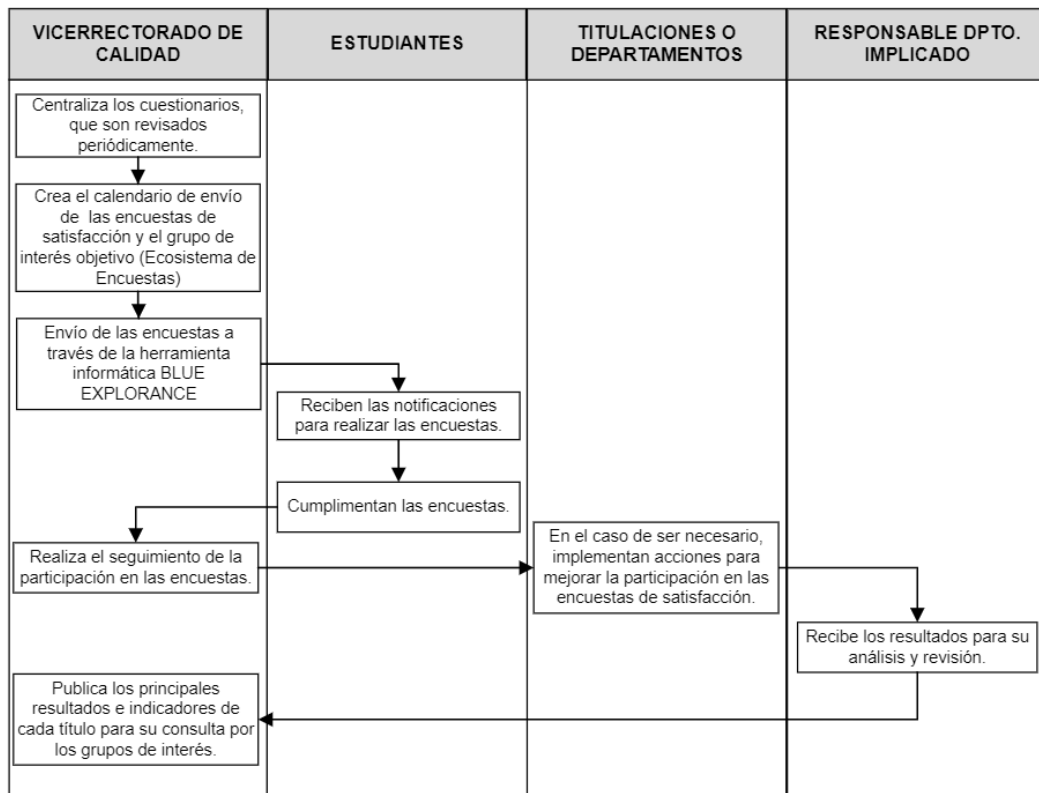 VICERRECTORADO DE
CALIDAD
ESTUDIANTES
TITULACIONES O
DEPARTAMENTOS
RESPONSABLE DPTO.
IMPLICADO
Centraliza los cuestionarios,
que son revisados
periódicamente.
Crea el calendario de envío
de las encuestas de
satisfacción y el grupo de
interés objetivo (Ecosistema de
Encuestas)
Envío de las encuestas a
través de la herramienta
informática BLUE
EXPLORANCE
Reciben las notificaciones
para realizar las encuestas.
Cumplimentan las encuestas.
Realiza el seguimiento de la
participación en las encuestas.
En el caso de ser necesario,
implementan acciones para
mejorar la participación en las
encuestas de satisfacción.
Recibe los resultados para su
análisis y revisión.
Publica los principales
resultados e indicadores de
cada título para su consulta por
los grupos de interés.